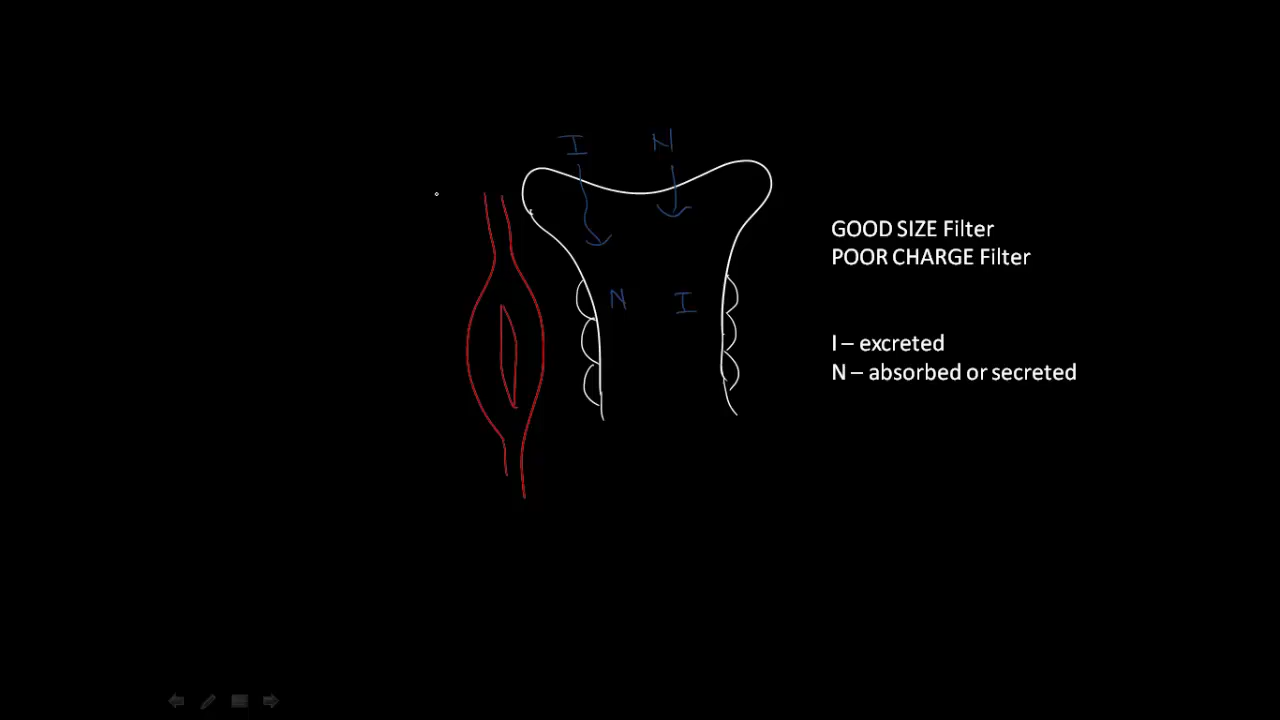 I N
GOOD SIZE Filter
POOR CHARGE Filter
N I
I – excreted
N – absorbed or secreted